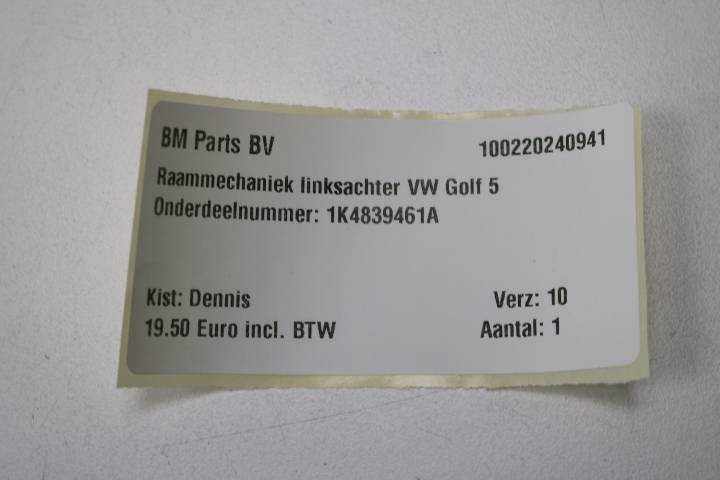 BM Parts BV 100220240941
Raammechaniek linksachter VW Golf 5
Onderdeelnummer: 1K4839461A
Kist: Dennis Verz: 10
19.50 Euro incl. BTW Aantal: 1